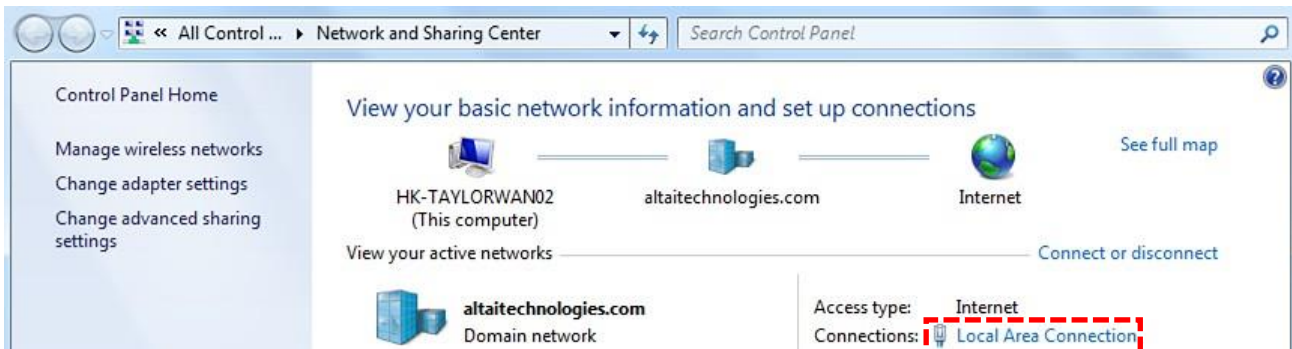 « All Control ... ▸ Network and Sharing Center Search Control Panel
Control Panel Home
Manage wireless networks
Change adapter settings
Change advanced sharing
settings
View your basic network information and set up connections
See full map
HK-TAYLORWAN02
(This computer)
altaitechnologies.com
Internet
View your active networks
Connect or disconnect
altaitechnologies.com
Domain network
Access type: Internet
Connections: Local Area Connection